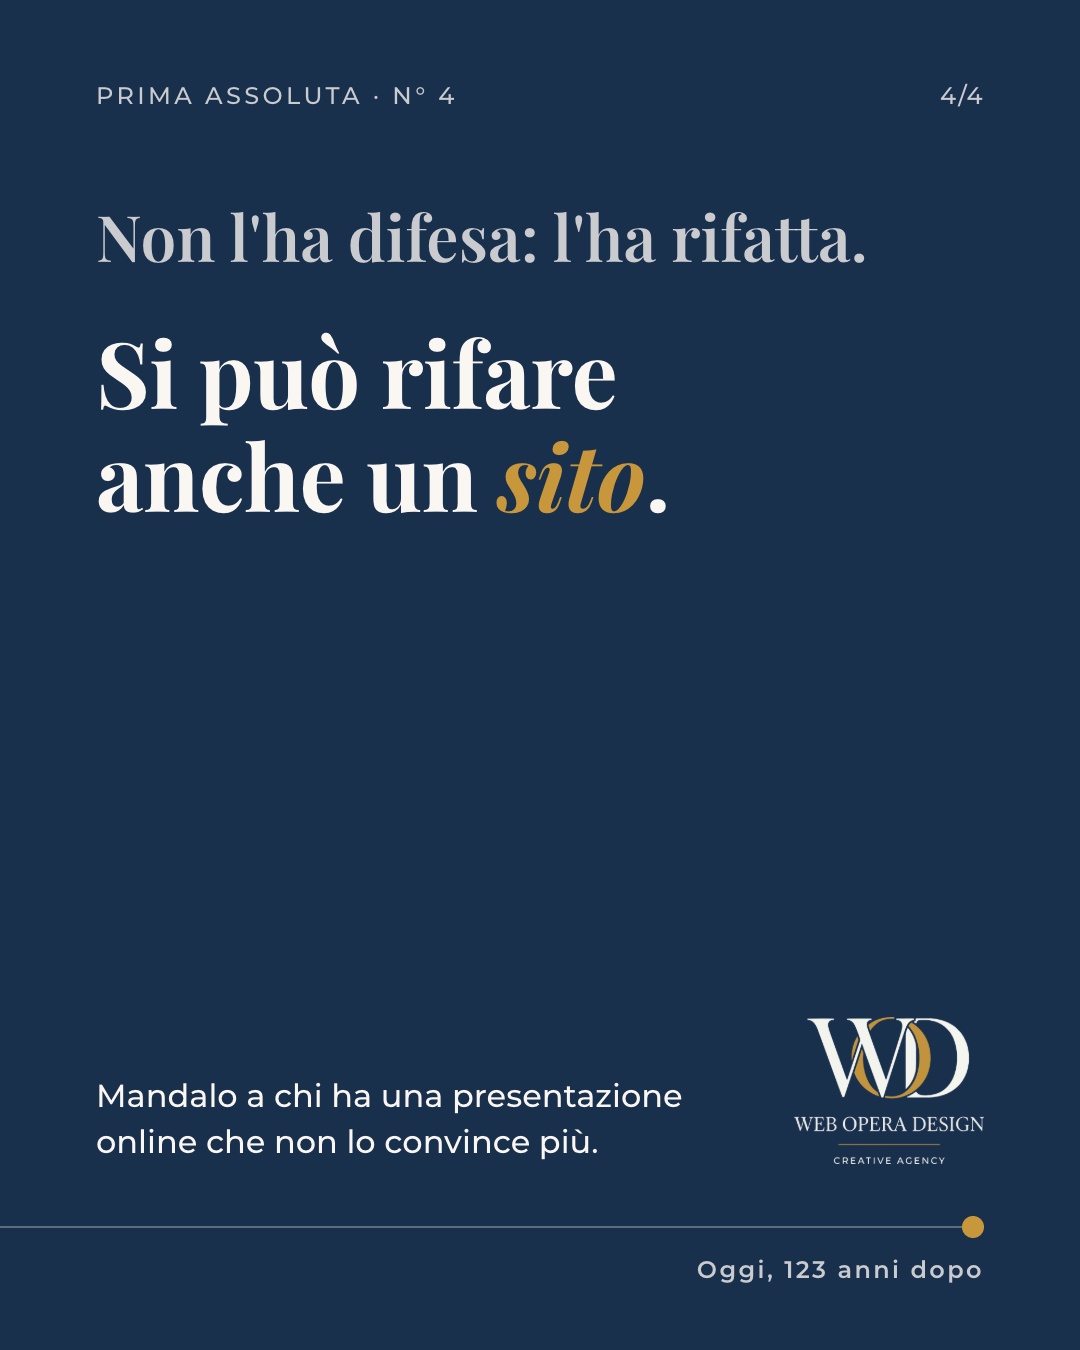 PRIMA ASSOLUTA · N° 4
4/4
Non l'ha difesa: l'ha rifatta.
Si può rifare
anche un sito.
Mandalo a chi ha una presentazione
online che non lo convince più.
WOD
WEB OPERA DESIGN
CREATIVE AGENCY
Oggi, 123 anni dopo